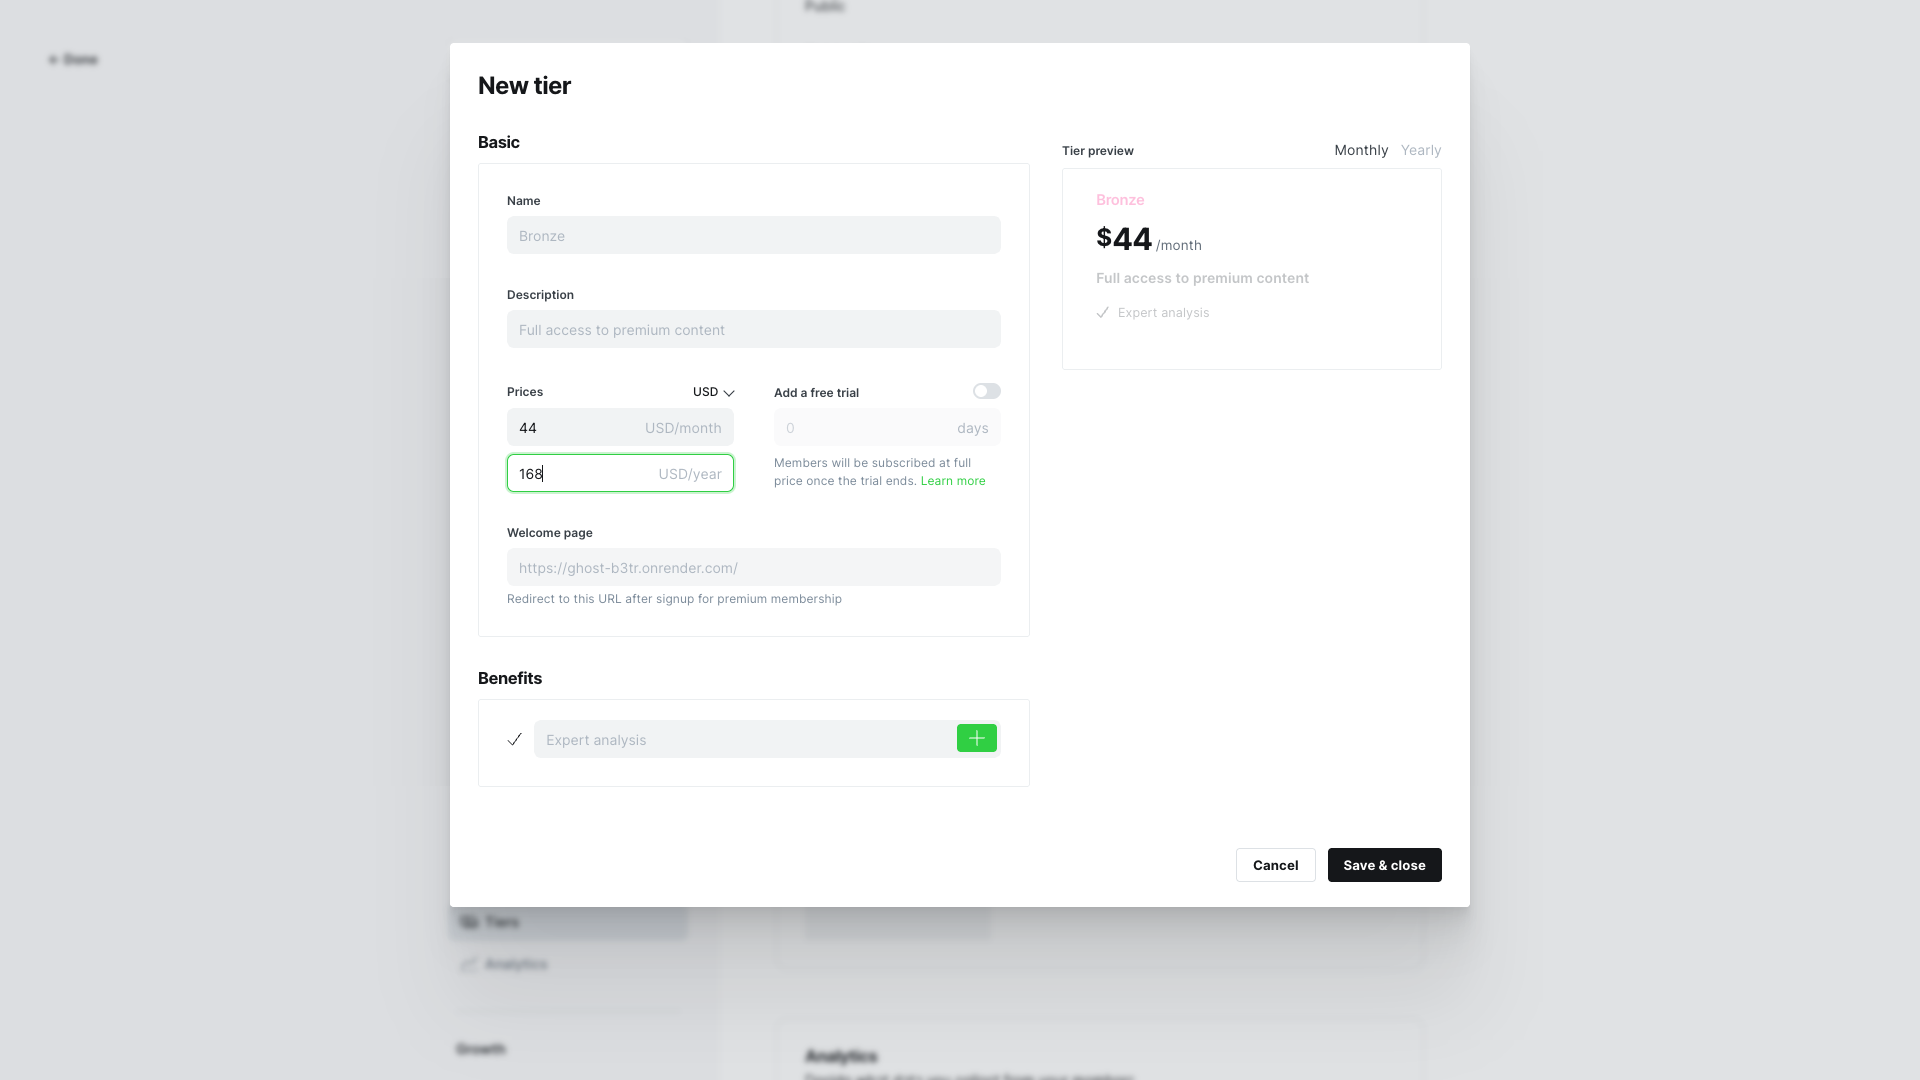 Public
Done
New tier
Basic
Name
Bronze
Description
Full access to premium content
Prices
USD
44 USD/month
168 USD/year
Add a free trial
0 days
Members will be subscribed at full
price once the trial ends. Learn more
Welcome page
https://ghost-b3tr.onrender.com/
Redirect to this URL after signup for premium membership
Benefits
Expert analysis
Tier preview
Monthly Yearly
Bronze
$44 /month
Full access to premium content
Expert analysis
Cancel
Save & close
Tiers
Analytics
Growth
Analytics